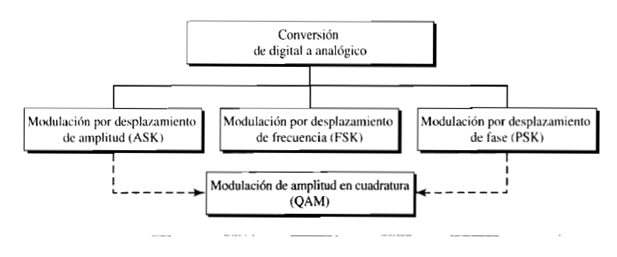 Conversión
de digital a analógico
Modulación por desplazamiento
de amplitud (ASK)
Modulación por desplazamiento
de frecuencia (FSK)
Modulación por desplazamiento
de fase (PSK)
Modulación de amplitud en cuadratura
(QAM)